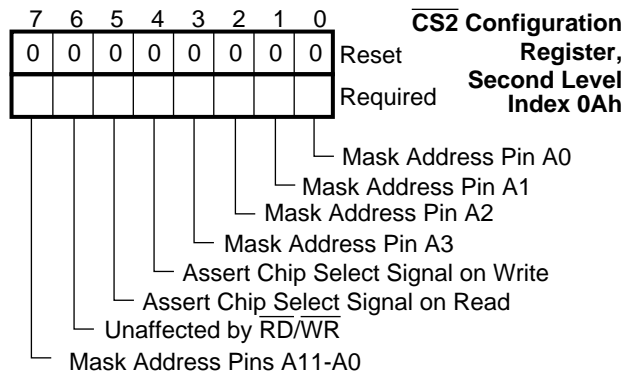 7 6 5 4 3 2 1 0
0 0 0 0 0 0 0 0 Reset
Required
CS2 Configuration
Register,
Second Level
Index 0Ah
Mask Address Pin A0
Mask Address Pin A1
Mask Address Pin A2
Mask Address Pin A3
Assert Chip Select Signal on Write
Assert Chip Select Signal on Read
Unaffected by RD/WR
Mask Address Pins A11-A0